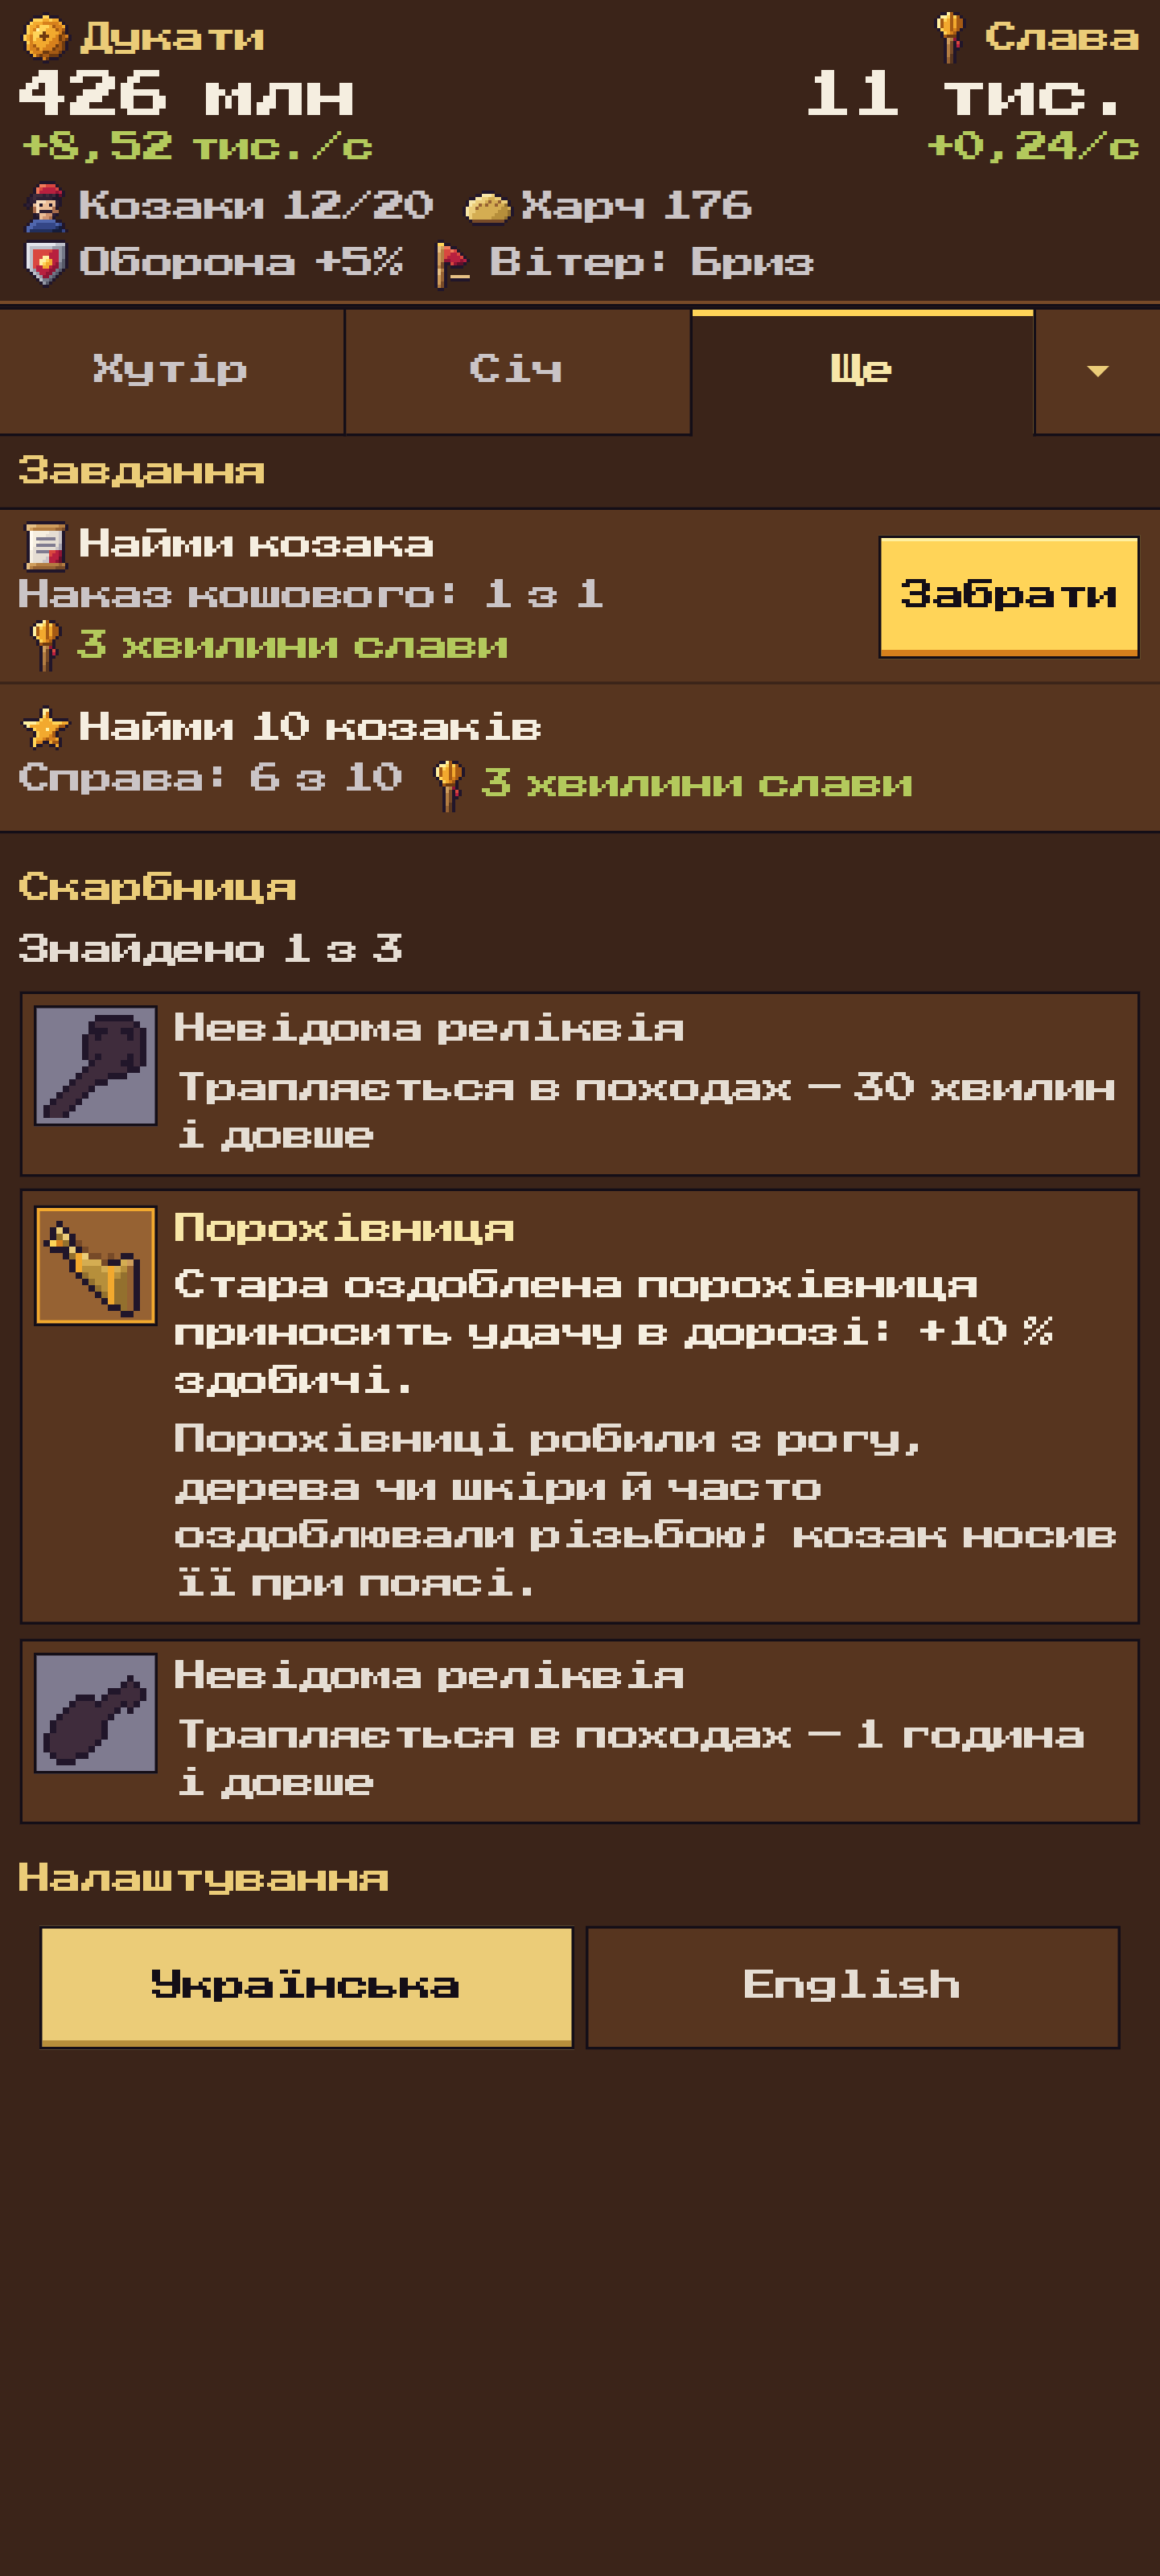 Дукати
Слава
426 млн
11 тис.
+8,52 тис./с
+0,24/с
Козаки 12/20 Харч 176
Оборона +5% Вітер: Бриз
Хутір
Січ
Ще
Завдання
Найми козака
Наказ кошового: 1 з 1
3 хвилини слави
Забрати
Найми 10 козаків
Справа: 6 з 10 3 хвилини слави
Скарбниця
Знайдено 1 з 3
Невідома реліквія
Трапляється в походах — 30 хвилин
і довше
Порохівниця
Стара оздоблена порохівниця
приносить удачу в дорозі: +10 %
здобичі.
Порохівниці робили з рогу,
дерева чи шкіри й часто
оздоблювали різьбою; козак носив
її при поясі.
Невідома реліквія
Трапляється в походах — 1 година
і довше
Налаштування
Українська
English